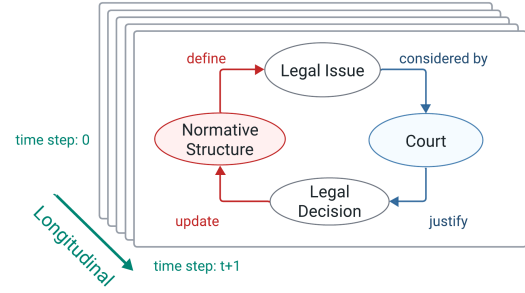 define
Legal Issue
considered by
Normative
Structure
Court
time step: 0
Legal
Decision
update
justify
Longitudinal
time step: t+1